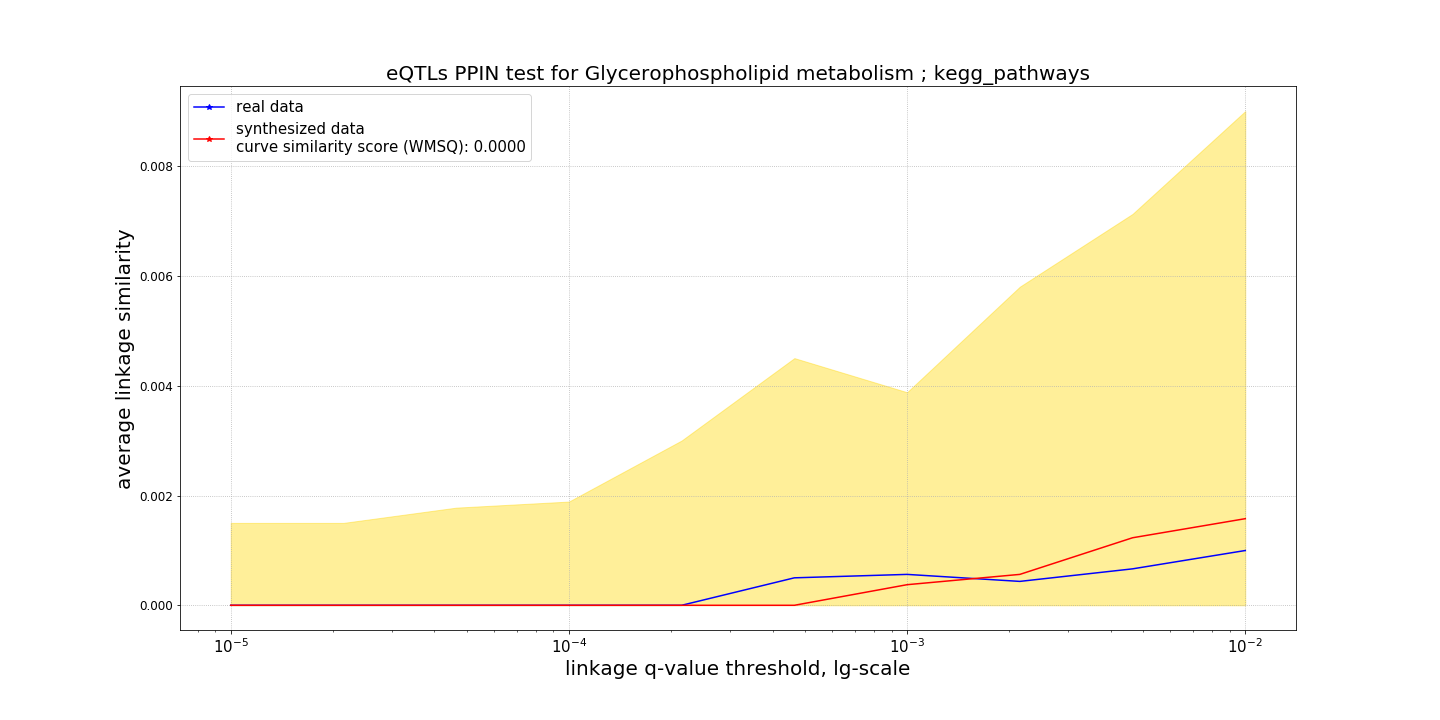 eQTLs PPIN test for Glycerophospholipid metabolism ; kegg_pathways
real data
synthesized data
curve similarity score (WMSQ): 0.0000
average linkage similarity
0.008
0.006
0.004
0.002
0.000
10⁻⁵ 10⁻⁴ 10⁻³ 10⁻²
linkage q-value threshold, lg-scale